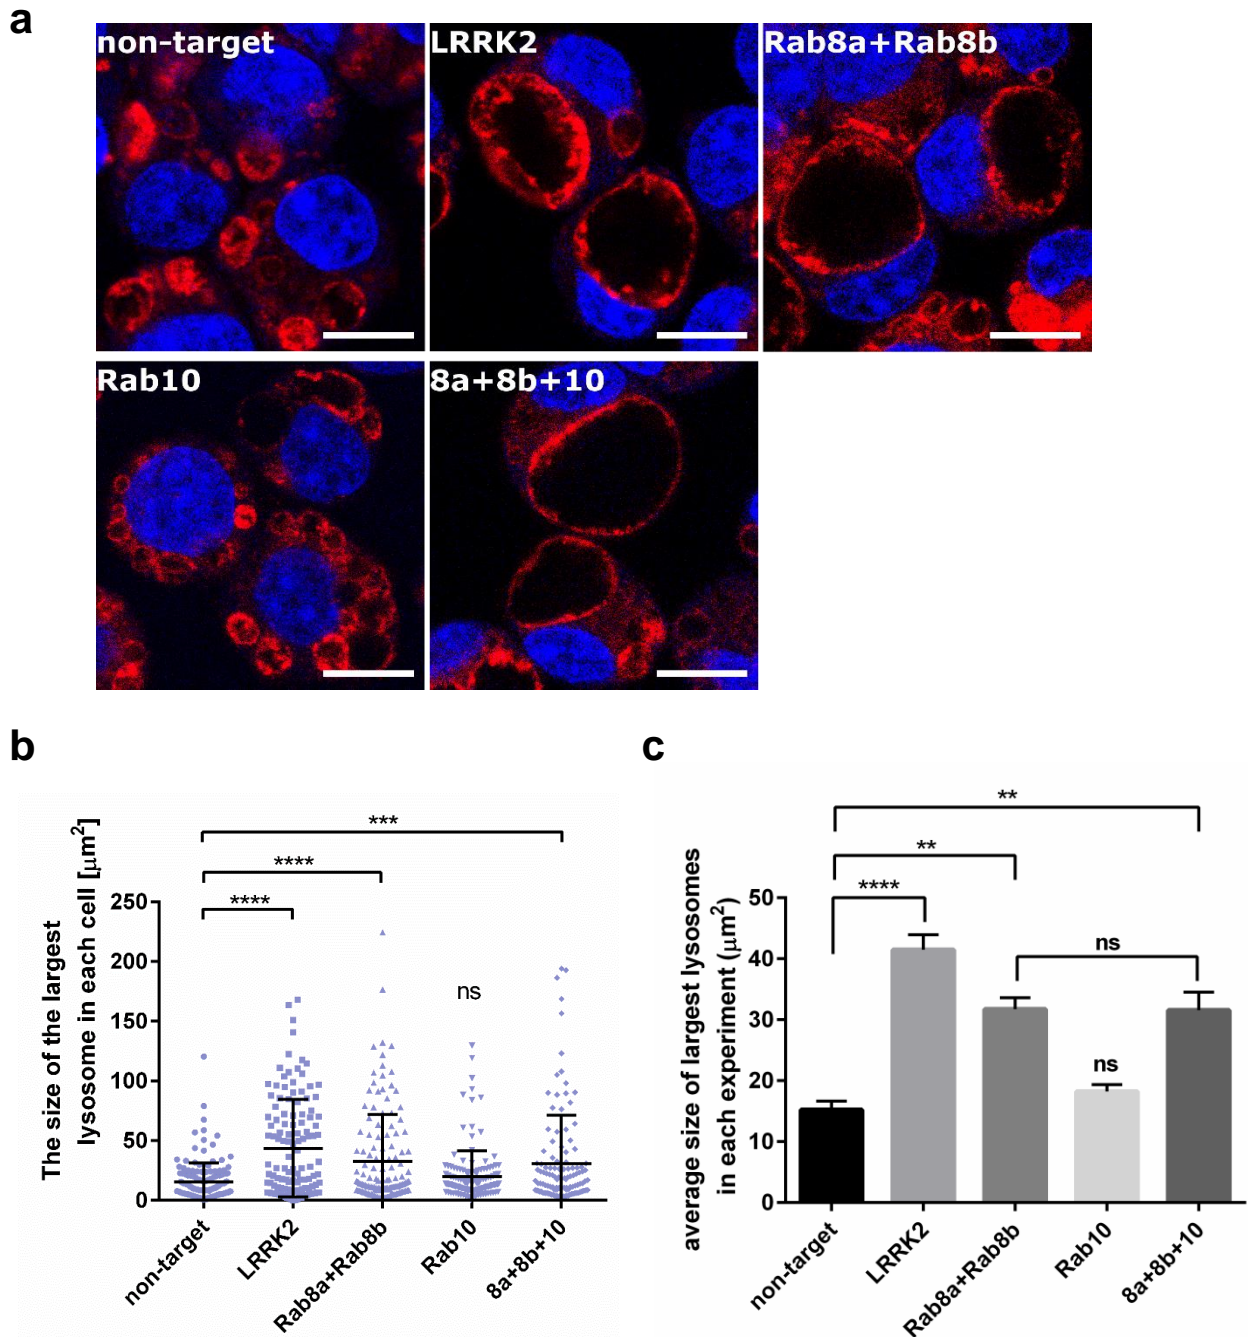 a
non-target
LRRK2
Rab8a+Rab8b
Rab10
8a+8b+10
b
The size of the largest
lysosome in each cell [μm²]
250
200
150
100
50
0
***
****
****
ns
non-target
LRRK2
Rab8a+Rab8b
Rab10
8a+8b+10
c
average size of largest lysosomes
in each experiment (μm²)
50
40
30
20
10
0
**
**
****
ns
ns
non-target
LRRK2
Rab8a+Rab8b
Rab10
8a+8b+10